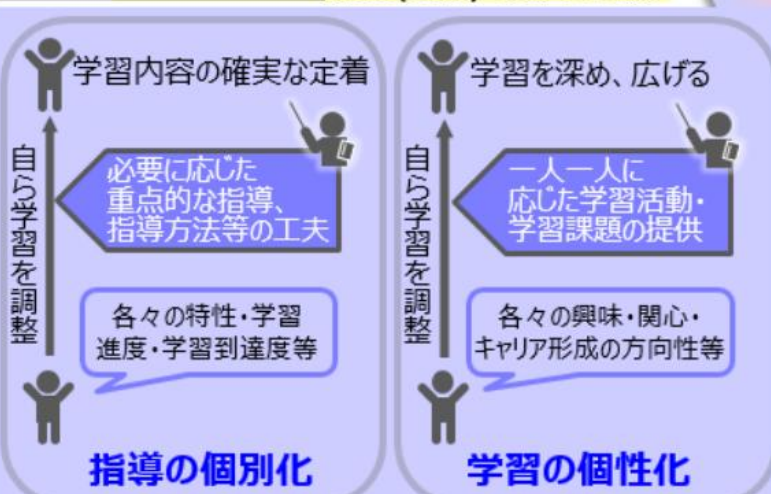 学習内容の確実な定着
自ら学習を調整
必要に応じた
重点的な指導、
指導方法等の工夫
各々の特性・学習
進度・学習到達度等
指導の個別化
学習を深め、広げる
自ら学習を調整
一人一人に
応じた学習活動・
学習課題の提供
各々の興味・関心・
キャリア形成の方向性等
学習の個性化